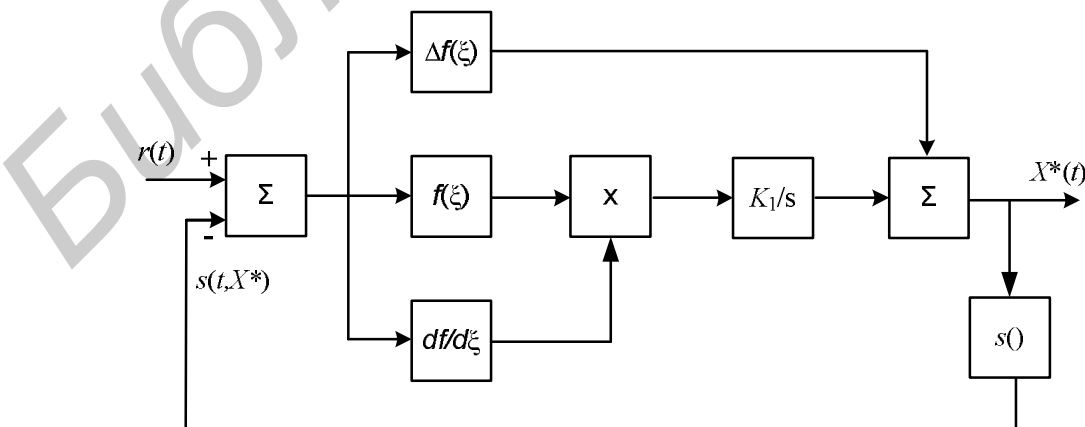 Библ
Δf(ξ)
r(t)
+
Σ
f(ξ)
x
K₁/s
Σ
X*(t)
-
s(t,X*)
df/dξ
s()